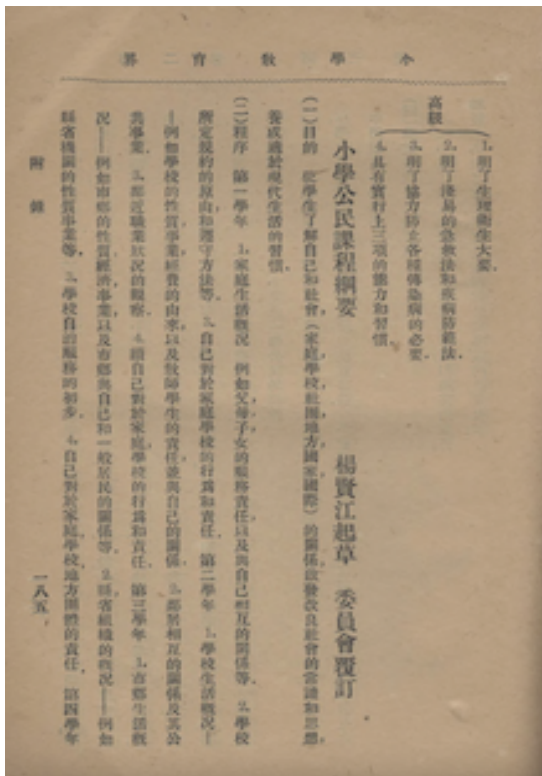 小學教育二界
高級
1. 明了生理衞生大要.
2. 明了淺易的急救法和疾病防範法.
3. 明了協力防止各種傳染病的必要.
4. 具有實行上三項的能力和習慣.
小學公民課程綱要　楊賢江起草　委員會覆訂
(一)目的　使學生了解自己和社會(家庭學校社團地方國家國際)的關係,啟發改良社會的常識和思想,
養成適於現代生活的習慣.
(二)程序　第一學年　1. 家庭生活概況　例如父母子女的服務責任以及與自己相互的關係等. 2. 學校
所定規約的原由和遵守方法等. 3. 自己對於家庭學校的行爲和責任. 第二學年　1. 學校生活概況—
—例如學校的性質事業經費的由來以及敎師學生的責任並與自己的關係. 2. 鄰居相互的關係及其公
共事業. 3. 鄰近職業狀況的觀察. 4. 續自己對於家庭學校的行爲和責任. 第三學年　1. 市鄉生活概
況——例如市鄉的性質經濟事業以及市鄉與自己和一般居民的關係等. 2. 縣省組織的概況——例如
縣省機關的性質事業等. 3. 學校自治服務的初步. 4. 自己對於家庭學校地方團體的責任. 第四學年
附錄
一八五